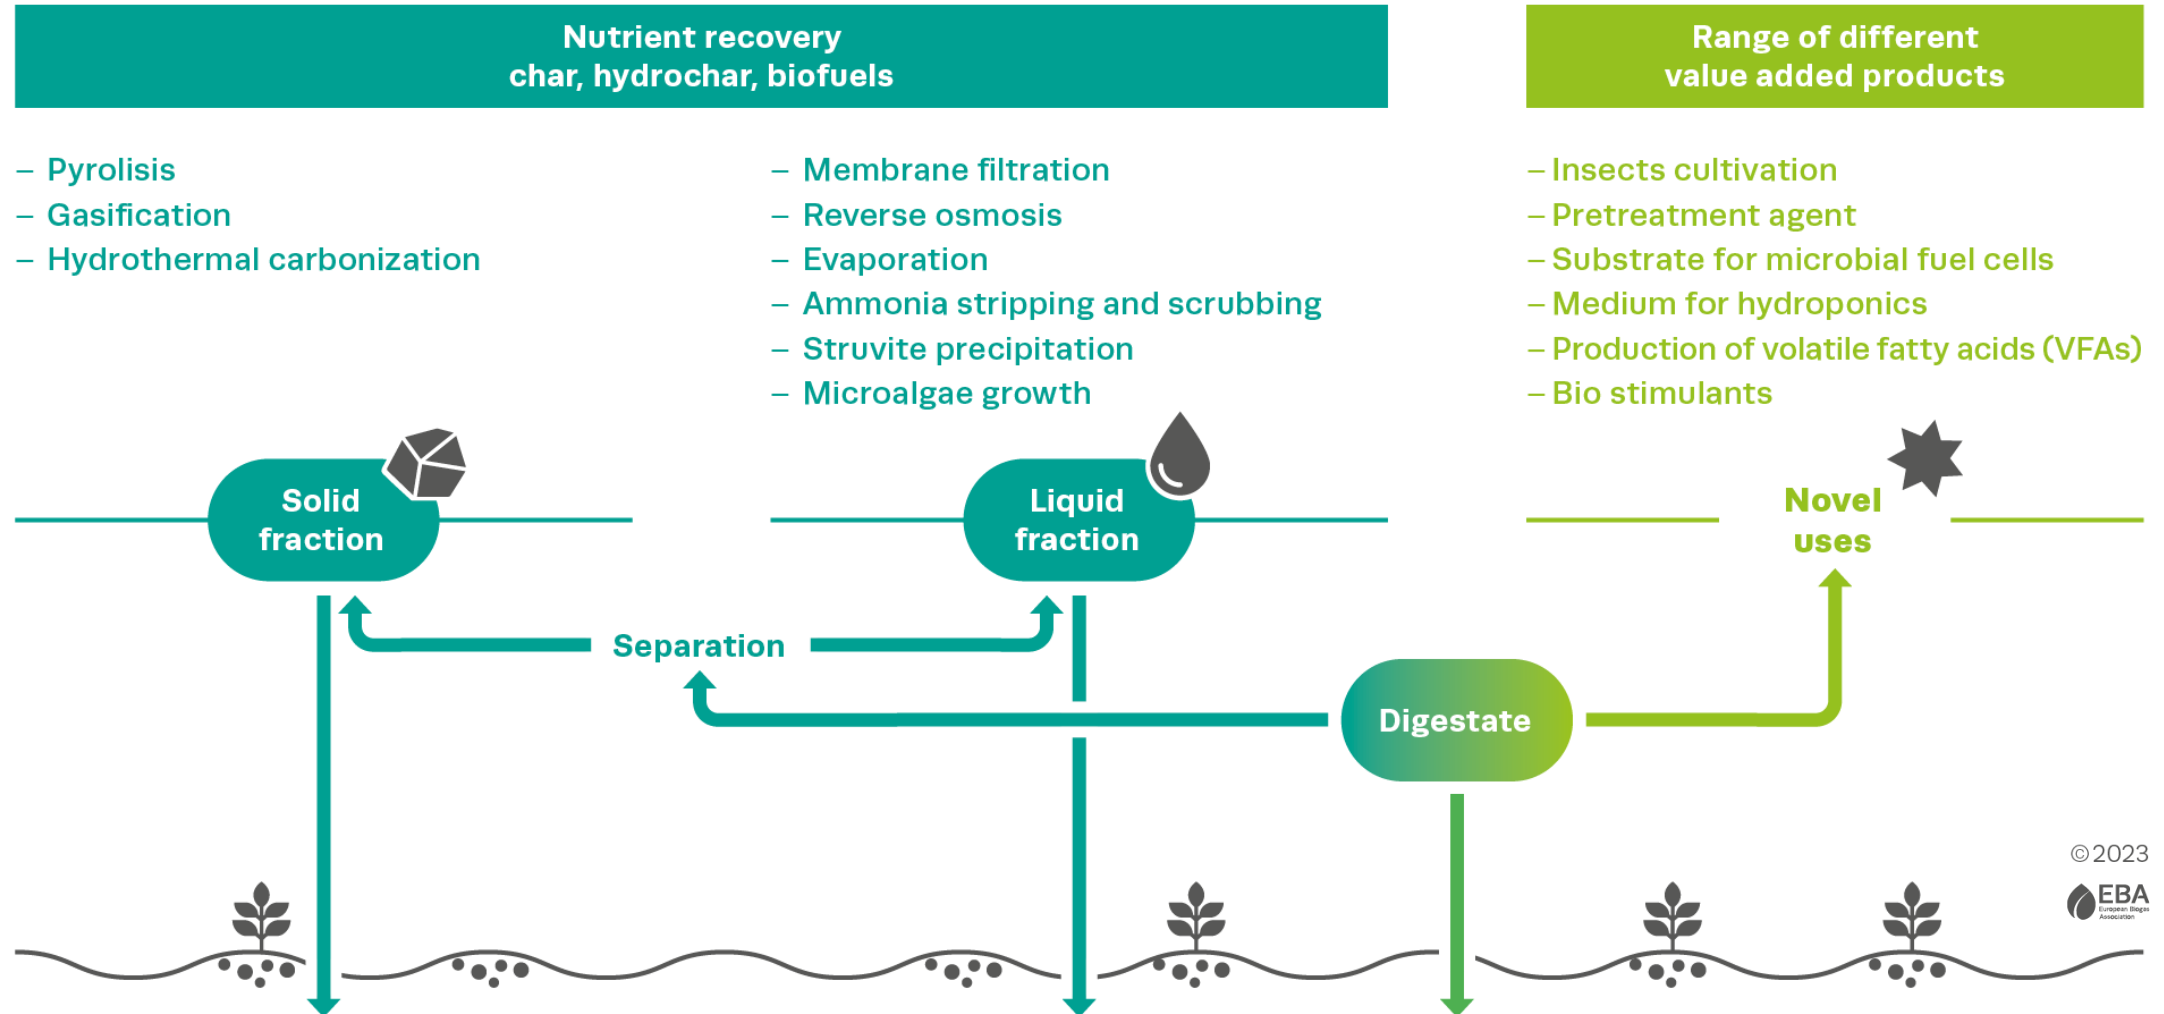 Nutrient recovery
char, hydrochar, biofuels
Range of different
value added products
– Pyrolisis
– Gasification
– Hydrothermal carbonization
– Membrane filtration
– Reverse osmosis
– Evaporation
– Ammonia stripping and scrubbing
– Struvite precipitation
– Microalgae growth
– Insects cultivation
– Pretreatment agent
– Substrate for microbial fuel cells
– Medium for hydroponics
– Production of volatile fatty acids (VFAs)
– Bio stimulants
Solid
fraction
Liquid
fraction
Novel
uses
Separation
Digestate
©2023
EBA
European Biogas
Association